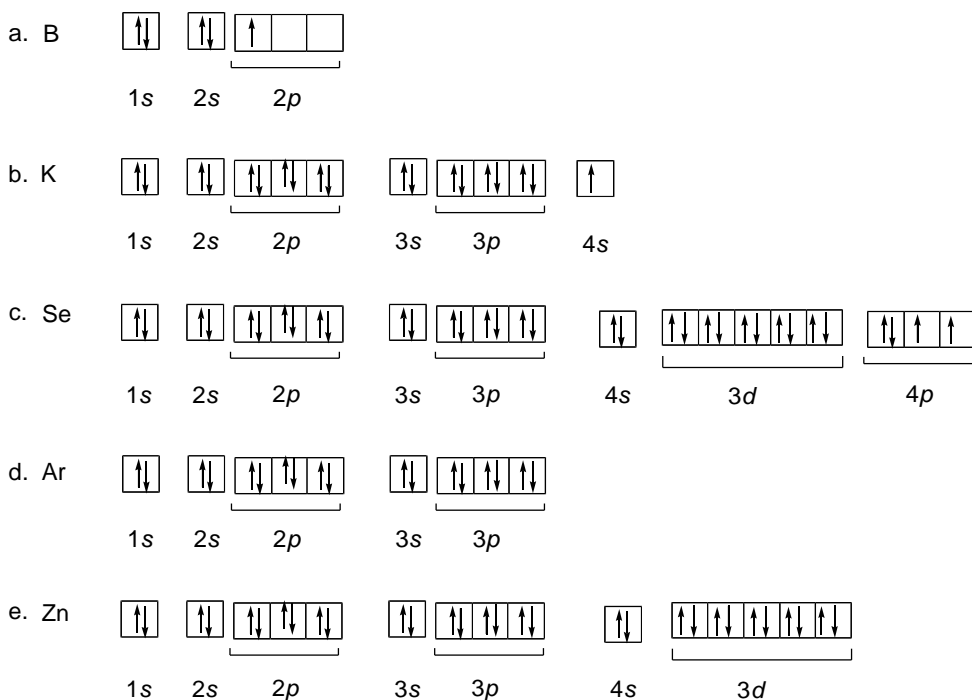 a. B
1s 2s 2p
b. K
1s 2s 2p 3s 3p 4s
c. Se
1s 2s 2p 3s 3p 4s 3d 4p
d. Ar
1s 2s 2p 3s 3p
e. Zn
1s 2s 2p 3s 3p 4s 3d